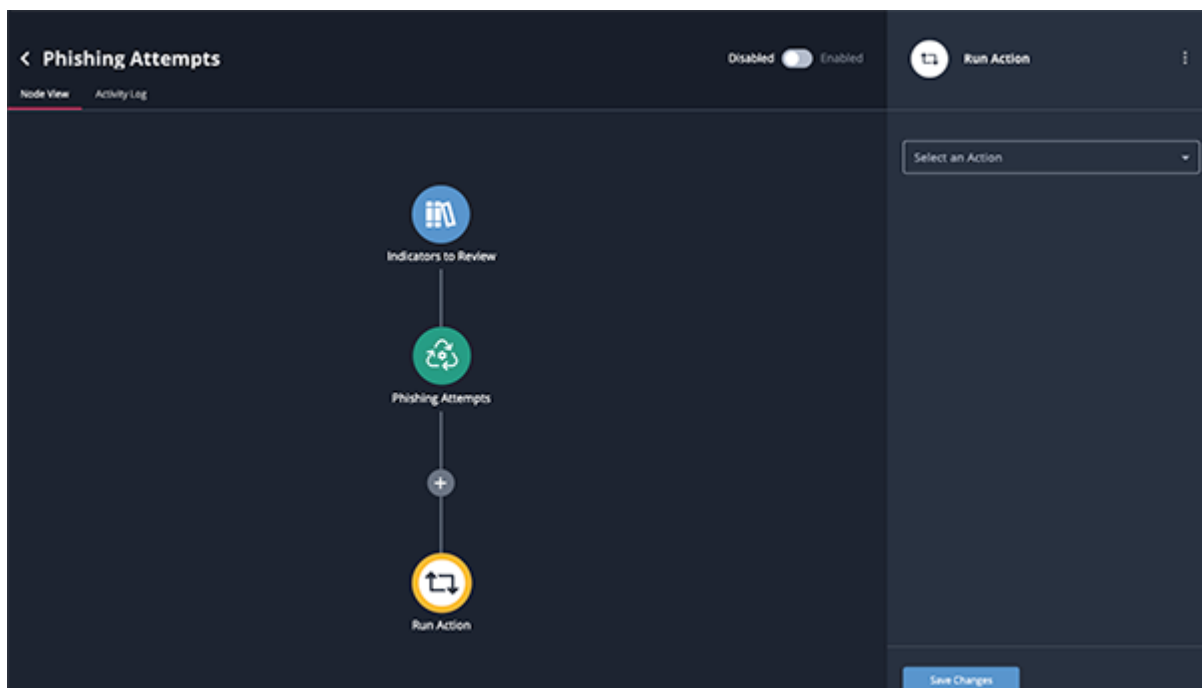 Phishing Attempts
Disabled Enabled
Run Action
Node View Activity Log
Select an Action
Indicators to Review
Phishing Attempts
Run Action
Save Changes